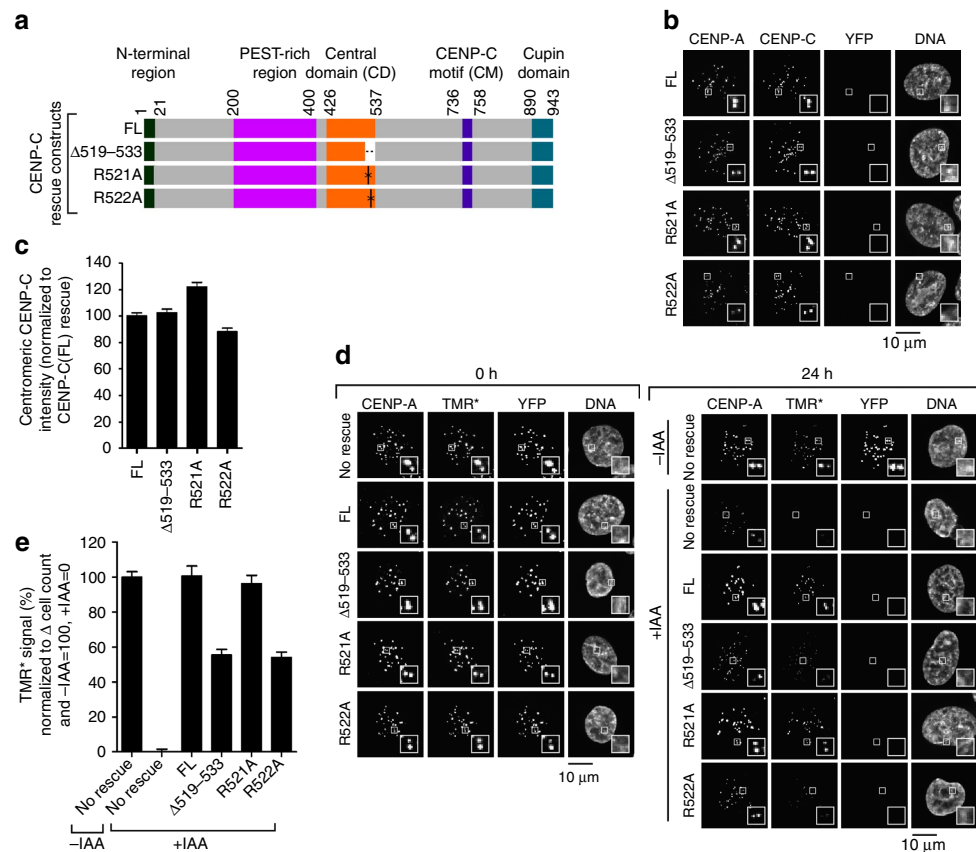 a
N-terminal region
PEST-rich region
Central domain (CD)
CENP-C motif (CM)
Cupin domain
1
21
200
400
426
537
736
758
890
943
CENP-C rescue constructs
FL
Δ519–533
R521A
R522A
b
CENP-A
CENP-C
YFP
DNA
FL
Δ519–533
R521A
R522A
10 μm
c
Centromeric CENP-C intensity (normalized to CENP-C(FL) rescue)
140
120
100
80
60
40
20
0
FL
Δ519–533
R521A
R522A
d
0 h
CENP-A
TMR*
YFP
DNA
No rescue
FL
Δ519–533
R521A
R522A
10 μm
24 h
CENP-A
TMR*
YFP
DNA
–IAA
No rescue
+IAA
No rescue
FL
Δ519–533
R521A
R522A
10 μm
e
TMR* signal (%) normalized to Δ cell count and –IAA=100, +IAA=0
120
100
80
60
40
20
0
No rescue
No rescue
FL
Δ519–533
R521A
R522A
–IAA
+IAA